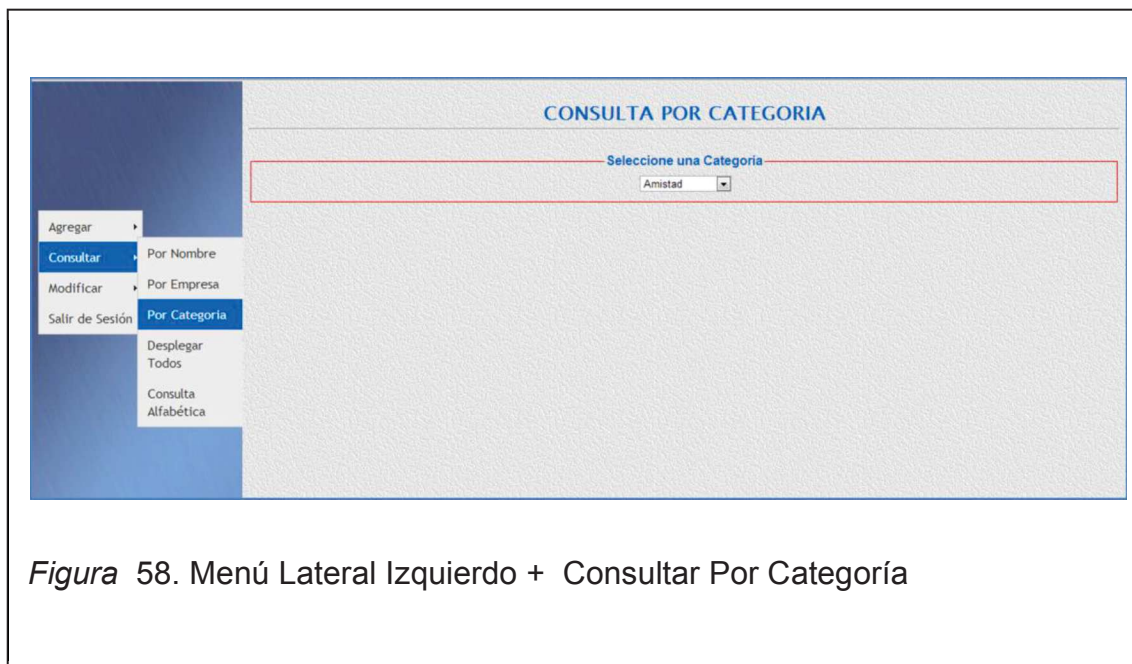 CONSULTA POR CATEGORIA
Seleccione una Categoria
Amistad
Agregar
Consultar
Modificar
Salir de Sesión
Por Nombre
Por Empresa
Por Categoria
Desplegar
Todos
Consulta
Alfabética
Figura 58. Menú Lateral Izquierdo + Consultar Por Categoría